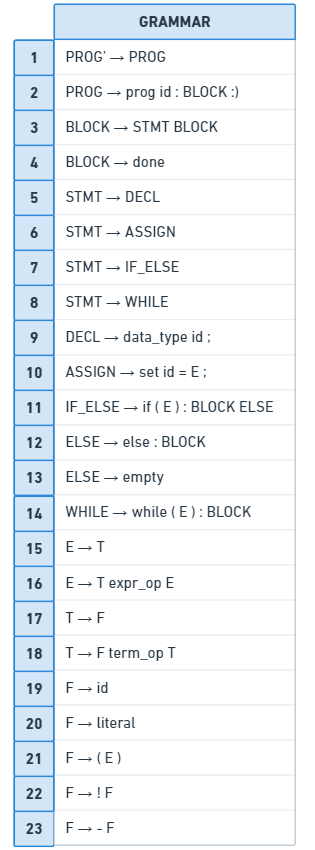 GRAMMAR
1 PROG' → PROG
2 PROG → prog id : BLOCK :)
3 BLOCK → STMT BLOCK
4 BLOCK → done
5 STMT → DECL
6 STMT → ASSIGN
7 STMT → IF_ELSE
8 STMT → WHILE
9 DECL → data_type id ;
10 ASSIGN → set id = E ;
11 IF_ELSE → if ( E ) : BLOCK ELSE
12 ELSE → else : BLOCK
13 ELSE → empty
14 WHILE → while ( E ) : BLOCK
15 E → T
16 E → T expr_op E
17 T → F
18 T → F term_op T
19 F → id
20 F → literal
21 F → ( E )
22 F → ! F
23 F → - F